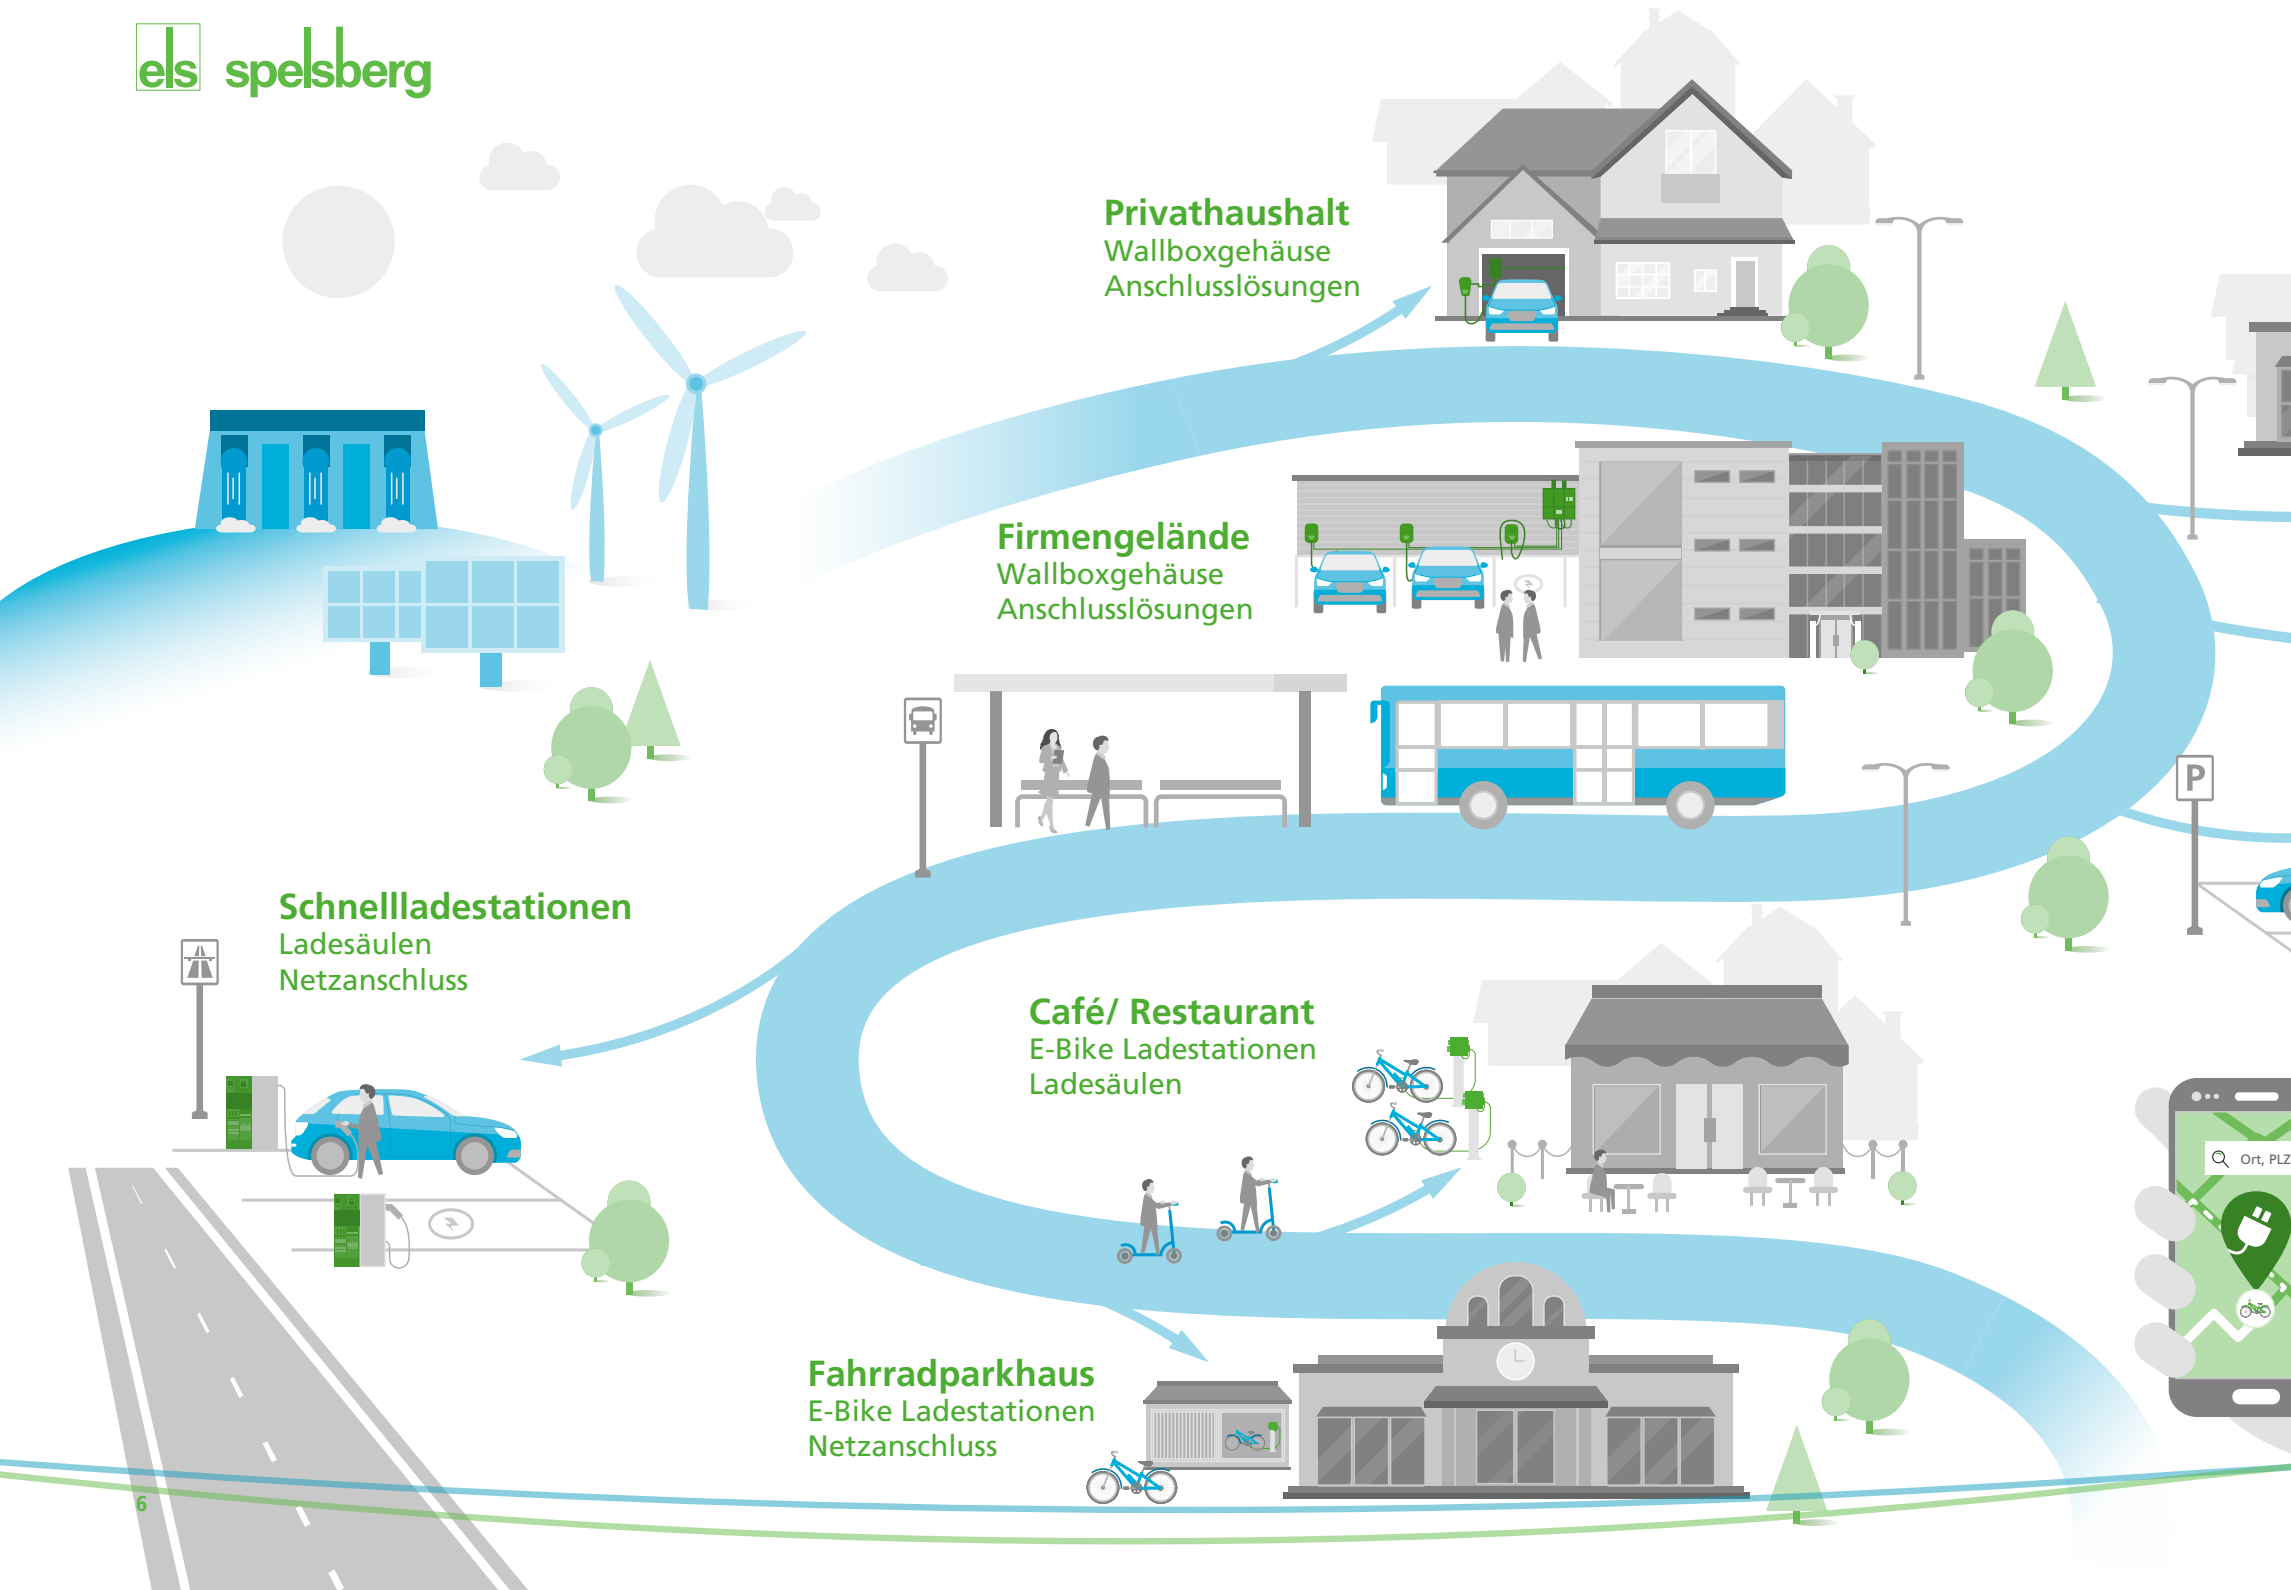 els spelsberg
Privathaushalt
Wallboxgehäuse
Anschlusslösungen
Firmengelände
Wallboxgehäuse
Anschlusslösungen
P
Schnellladestationen
Ladesäulen
Netzanschluss
Café/ Restaurant
E-Bike Ladestationen
Ladesäulen
Ort, PLZ
Fahrradparkhaus
E-Bike Ladestationen
Netzanschluss
6